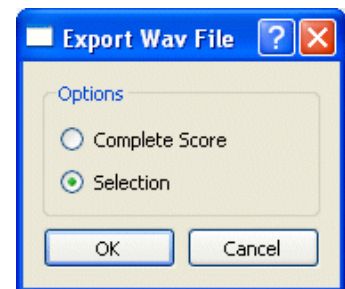 Export Wav File ?
Options
Complete Score
Selection
OK Cancel